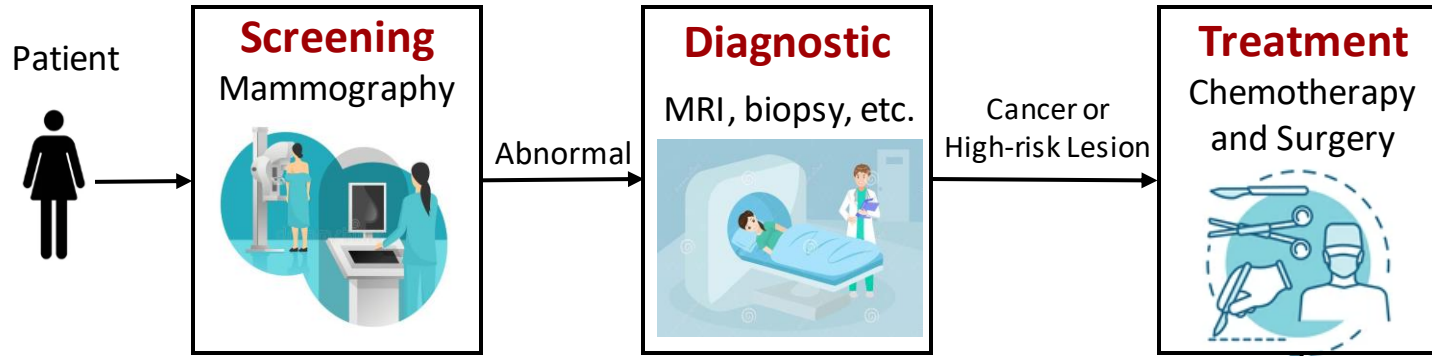 Patient
Screening
Mammography
Abnormal
Diagnostic
MRI, biopsy, etc.
Cancer or
High-risk Lesion
Treatment
Chemotherapy
and Surgery